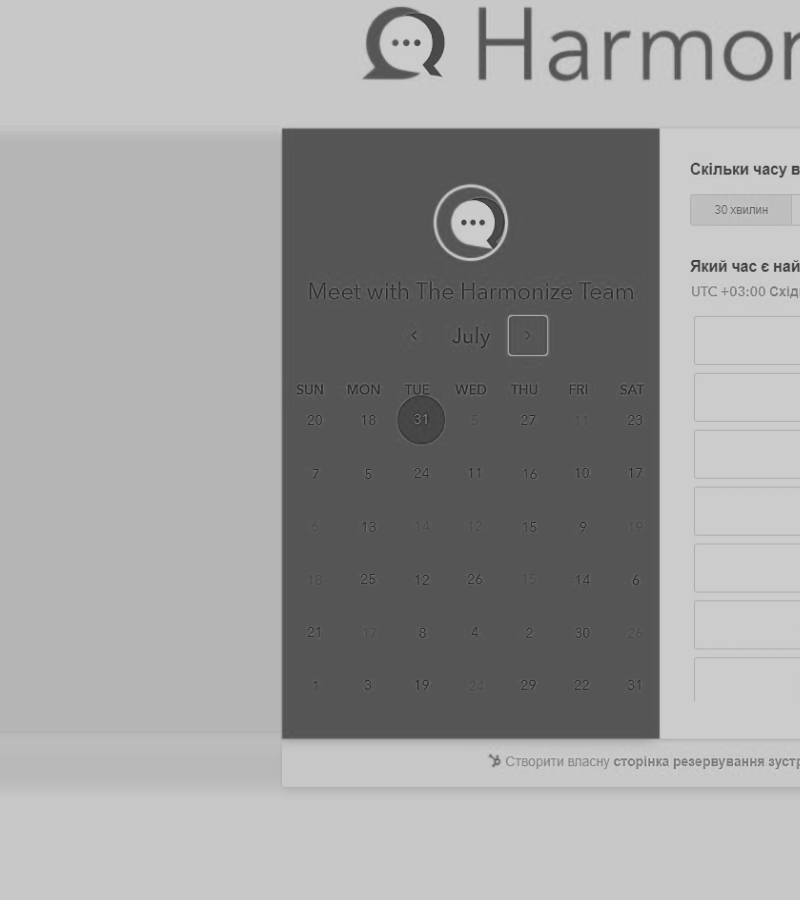 Harmon
Скільки часу в
30 хвилин
Meet with The Harmonize Team
July
Який час є най
UTC +03:00 Східн
SUN MON TUE WED THU FRI SAT
20 18 31 5 27 11 23
7 5 24 11 16 10 17
6 13 14 12 15 9 19
18 25 12 26 15 14 6
21 17 8 4 2 30 26
1 3 19 24 29 22 31
Створити власну сторінка резервування зустр